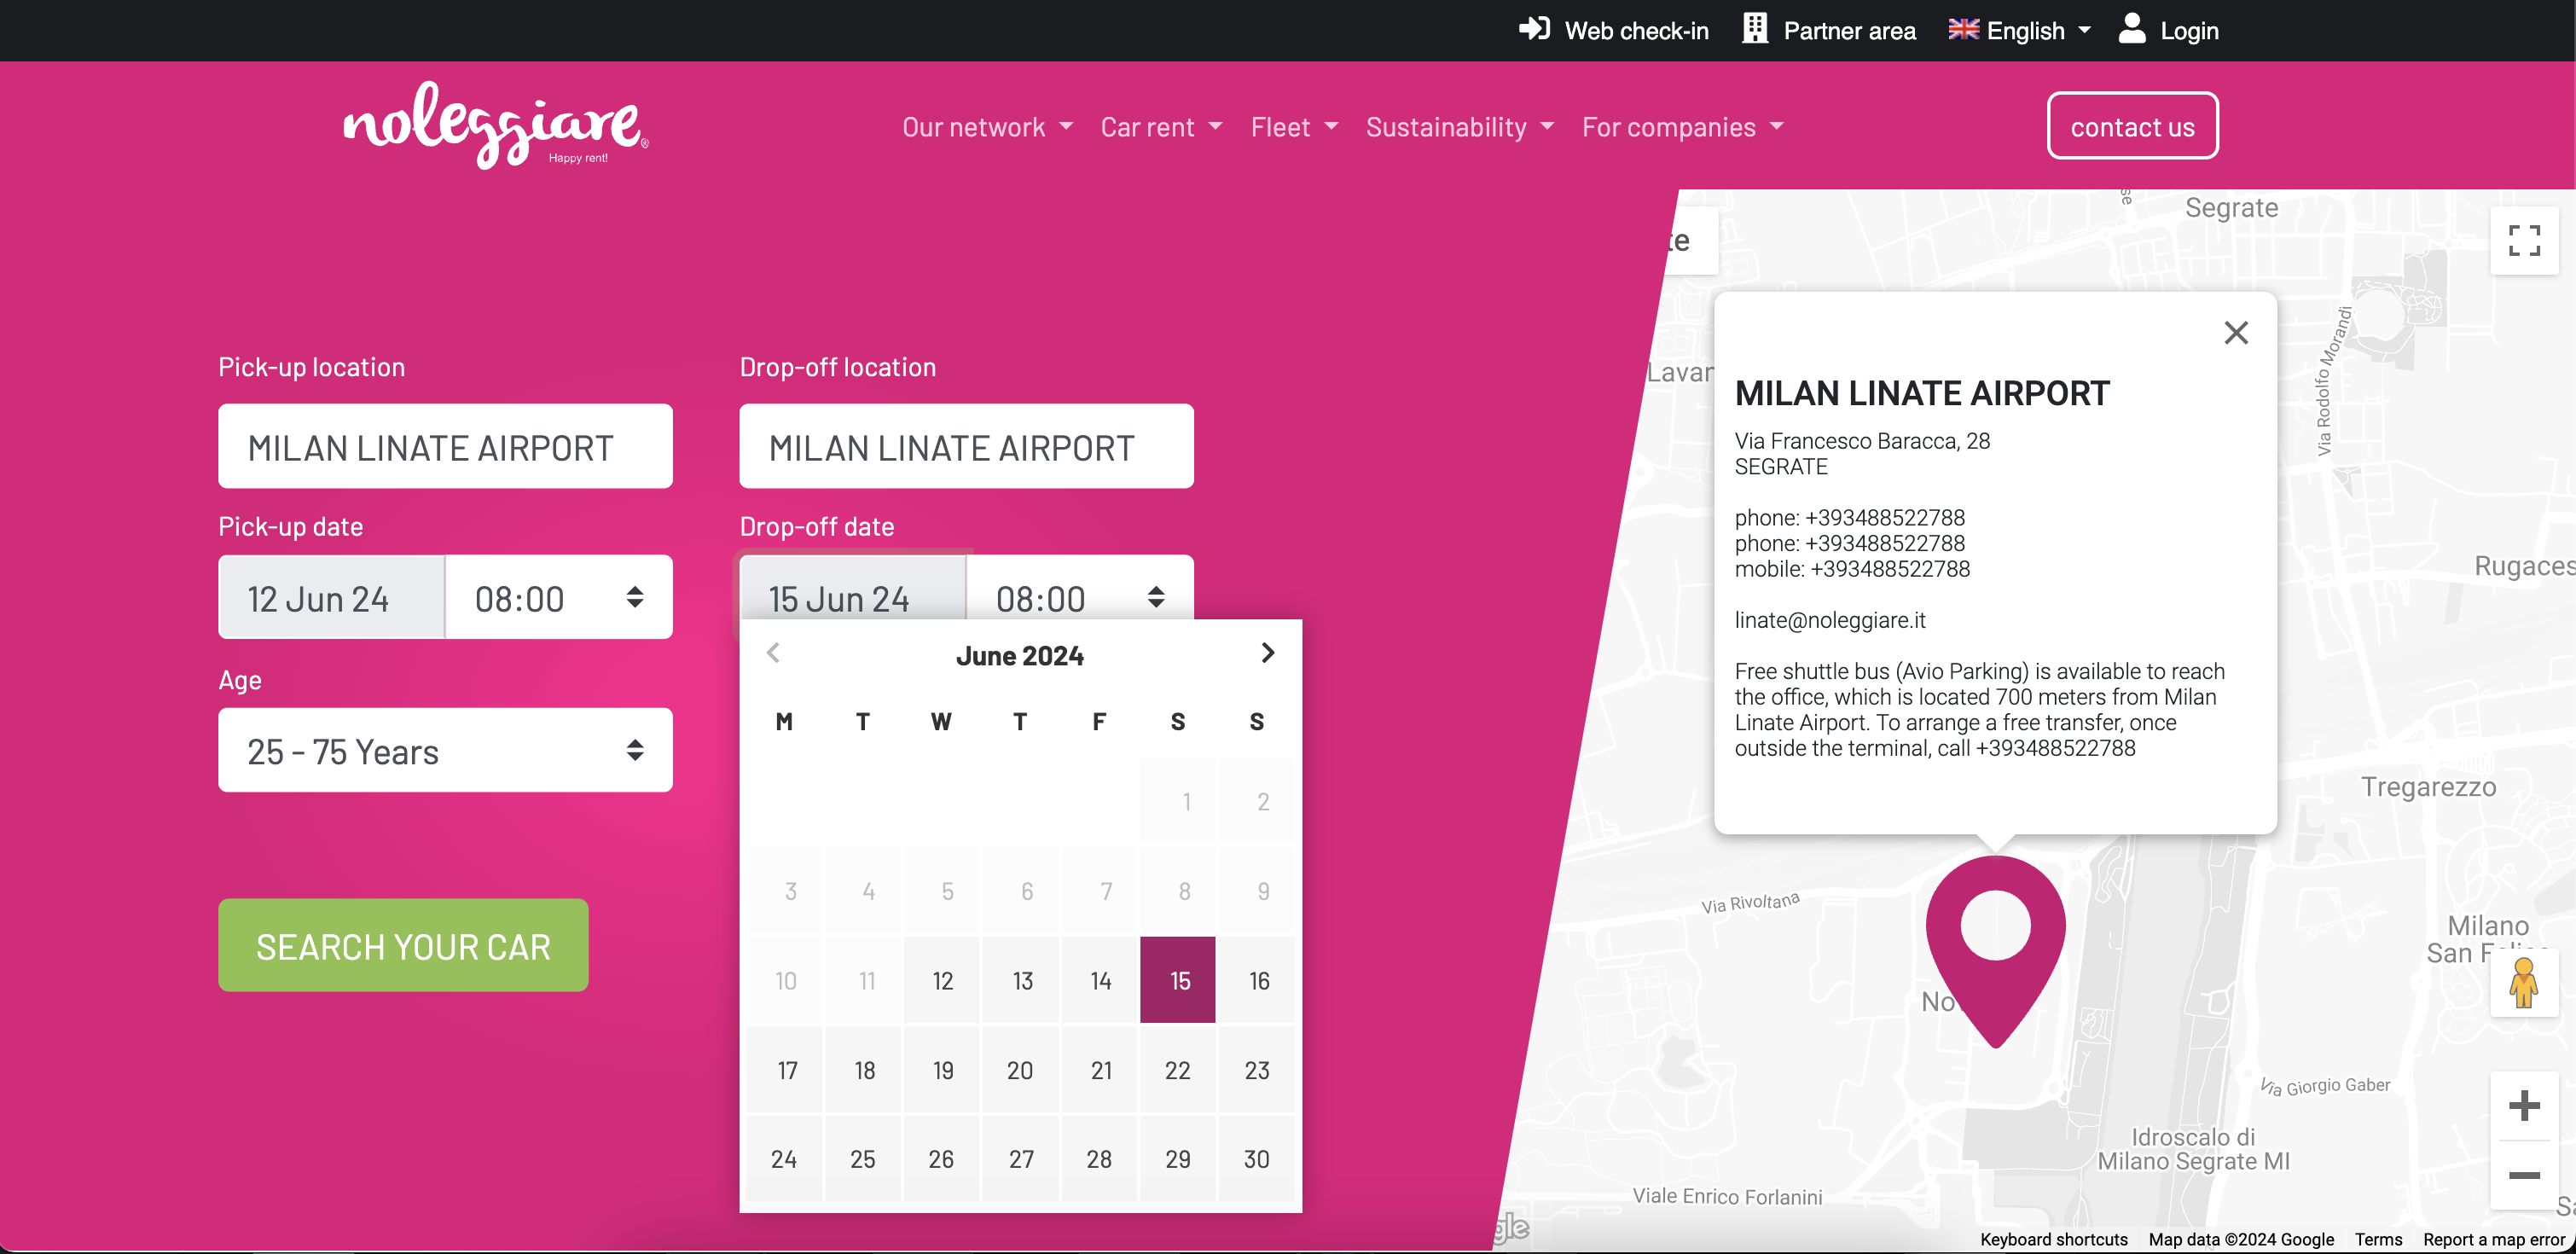 Web check-in Partner area English Login
noleggiare®
Happy rent!
Our network Car rent Fleet Sustainability For companies
contact us
Pick-up location
MILAN LINATE AIRPORT
Drop-off location
MILAN LINATE AIRPORT
Pick-up date
12 Jun 24 08:00
Drop-off date
15 Jun 24 08:00
Age
25 - 75 Years
SEARCH YOUR CAR
June 2024
M T W T F S S
1 2
3 4 5 6 7 8 9
10 11 12 13 14 15 16
17 18 19 20 21 22 23
24 25 26 27 28 29 30
MILAN LINATE AIRPORT
Via Francesco Baracca, 28
SEGRATE
phone: +393488522788
phone: +393488522788
mobile: +393488522788
linate@noleggiare.it
Free shuttle bus (Avio Parking) is available to reach
the office, which is located 700 meters from Milan
Linate Airport. To arrange a free transfer, once
outside the terminal, call +393488522788
Segrate
Via Rodolfo Morandi
Tregarezzo
Via Rivoltana
Milano
San
Via Giorgio Gaber
Idroscalo di
Milano Segrate MI
Viale Enrico Forlanini
Keyboard shortcuts Map data ©2024 Google Terms Report a map error